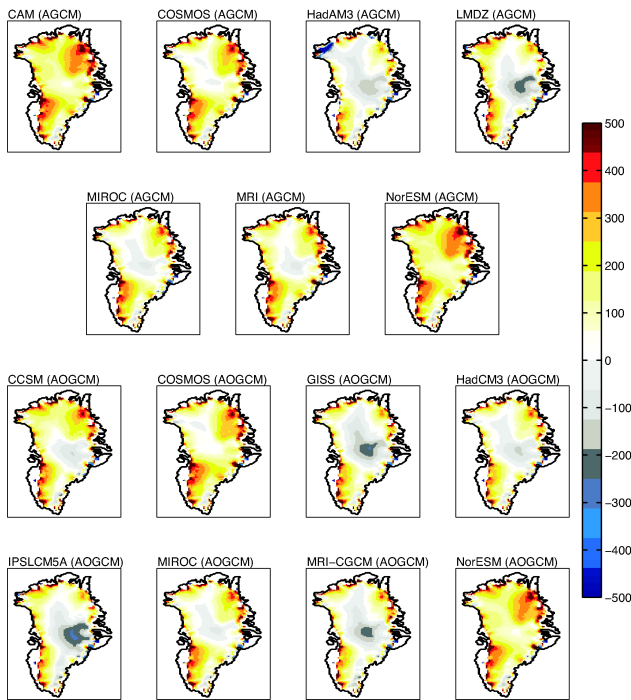 CAM (AGCM)
COSMOS (AGCM)
HadAM3 (AGCM)
LMDZ (AGCM)
MIROC (AGCM)
MRI (AGCM)
NorESM (AGCM)
CCSM (AOGCM)
COSMOS (AOGCM)
GISS (AOGCM)
HadCM3 (AOGCM)
IPSLCM5A (AOGCM)
MIROC (AOGCM)
MRI−CGCM (AOGCM)
NorESM (AOGCM)
500
400
300
200
100
0
−100
−200
−300
−400
−500